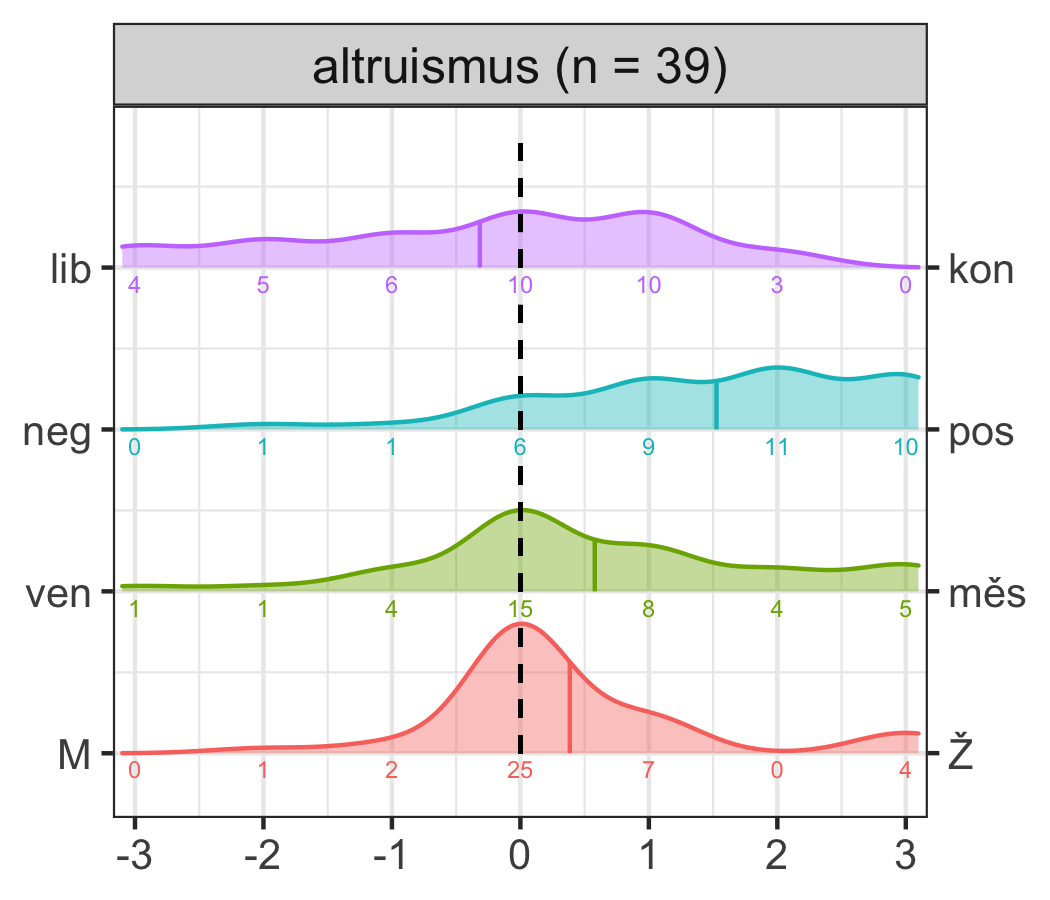 altruismus (n = 39)
lib kon
4 5 6 10 10 3 0
neg pos
0 1 1 6 9 11 10
ven měs
1 1 4 15 8 4 5
M Ž
0 1 2 25 7 0 4
-3 -2 -1 0 1 2 3